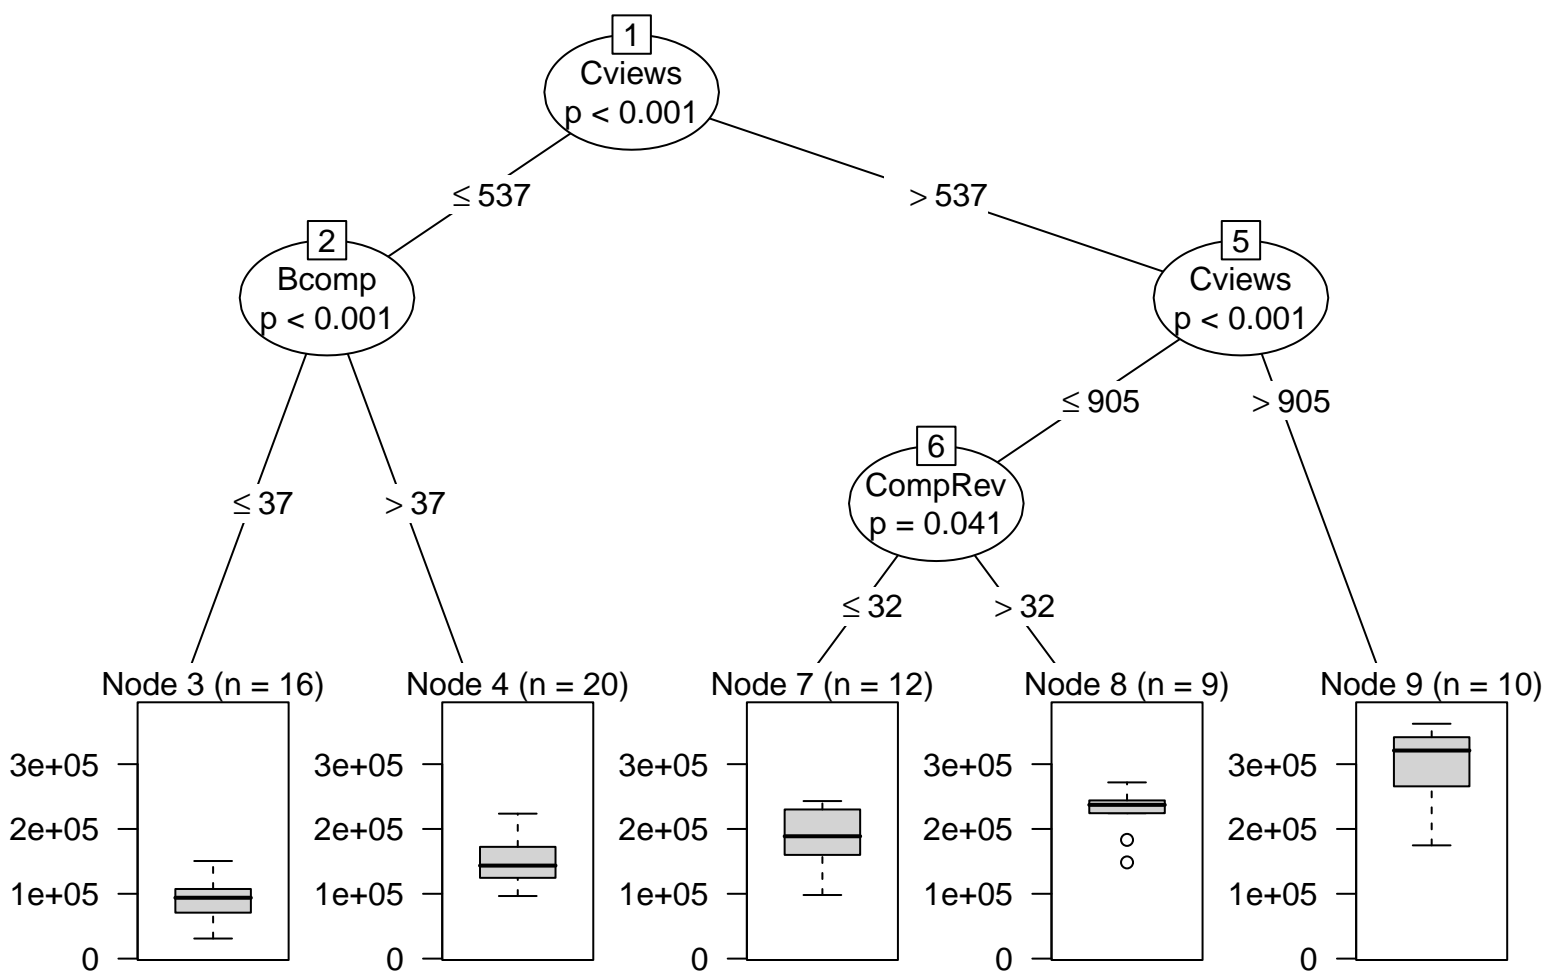 1
Cviews
p < 0.001
≤ 537
> 537
2
Bcomp
p < 0.001
5
Cviews
p < 0.001
≤ 905
> 905
6
CompRev
p = 0.041
≤ 37
> 37
≤ 32
> 32
Node 3 (n = 16)
3e+05
2e+05
1e+05
0
Node 4 (n = 20)
3e+05
2e+05
1e+05
0
Node 7 (n = 12)
3e+05
2e+05
1e+05
0
Node 8 (n = 9)
3e+05
2e+05
1e+05
0
Node 9 (n = 10)
3e+05
2e+05
1e+05
0